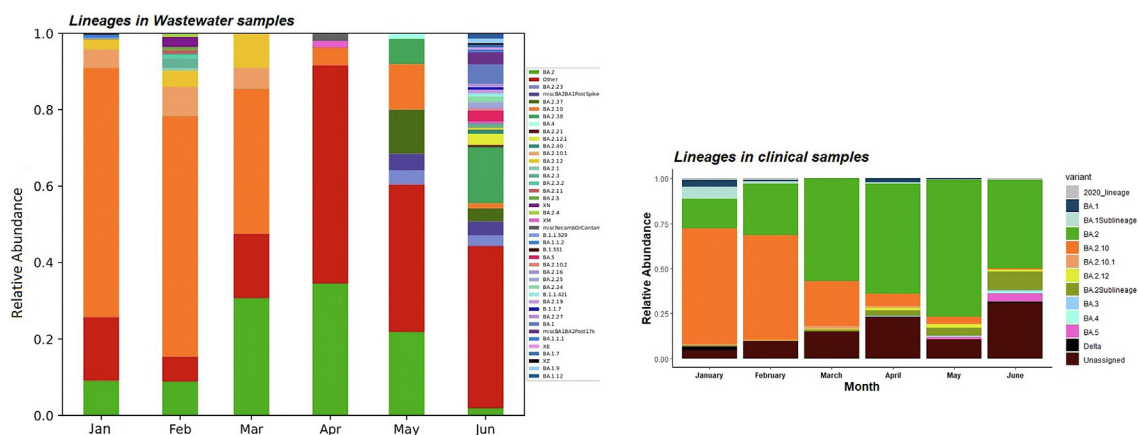 Lineages in Wastewater samples
Relative Abundance
1.0
0.8
0.6
0.4
0.2
0.0
Jan Feb Mar Apr May Jun
BA.2
Other
BA.2.23
miscBA2BA1PostSpike
BA.2.37
BA.2.10
BA.2.38
BA.4
BA.2.21
BA.2.12.1
BA.2.40
BA.2.10.1
BA.2.12
BA.2.1
BA.2.3
BA.2.3.2
BA.2.11
BA.2.5
XN
BA.2.4
XM
miscRecombOrContam
B.1.1.529
BA.1.1.2
B.1.551
BA.5
BA.2.10.2
BA.2.16
BA.2.25
BA.2.34
B.1.1.421
BA.2.19
B.1.1.7
BA.2.27
BA.1
miscBA1BA2Post17k
BA.1.1.1
XE
BA.1.7
XZ
BA.1.9
BA.1.12
Lineages in clinical samples
Relative Abundance
1.00
0.75
0.50
0.25
0.00
January February March April May June
Month
variant
2020_lineage
BA.1
BA.1Sublineage
BA.2
BA.2.10
BA.2.10.1
BA.2.12
BA.2Sublineage
BA.3
BA.4
BA.5
Delta
Unassigned